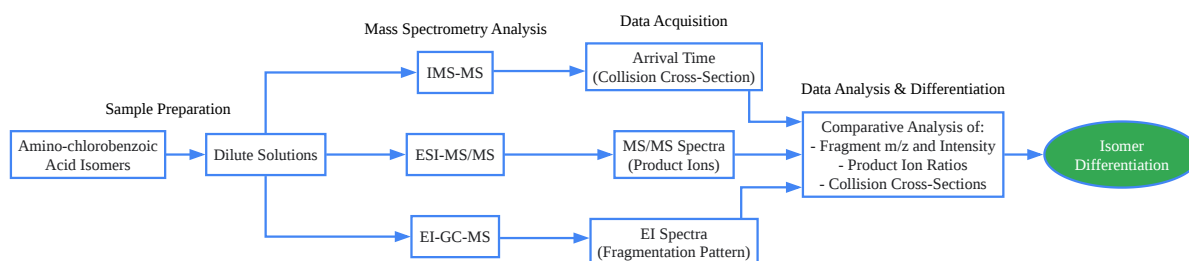 Sample Preparation
Amino-chlorobenzoic
Acid Isomers
Dilute Solutions
Mass Spectrometry Analysis
IMS-MS
ESI-MS/MS
EI-GC-MS
Data Acquisition
Arrival Time
(Collision Cross-Section)
MS/MS Spectra
(Product Ions)
EI Spectra
(Fragmentation Pattern)
Data Analysis & Differentiation
Comparative Analysis of:
- Fragment m/z and Intensity
- Product Ion Ratios
- Collision Cross-Sections
Isomer
Differentiation